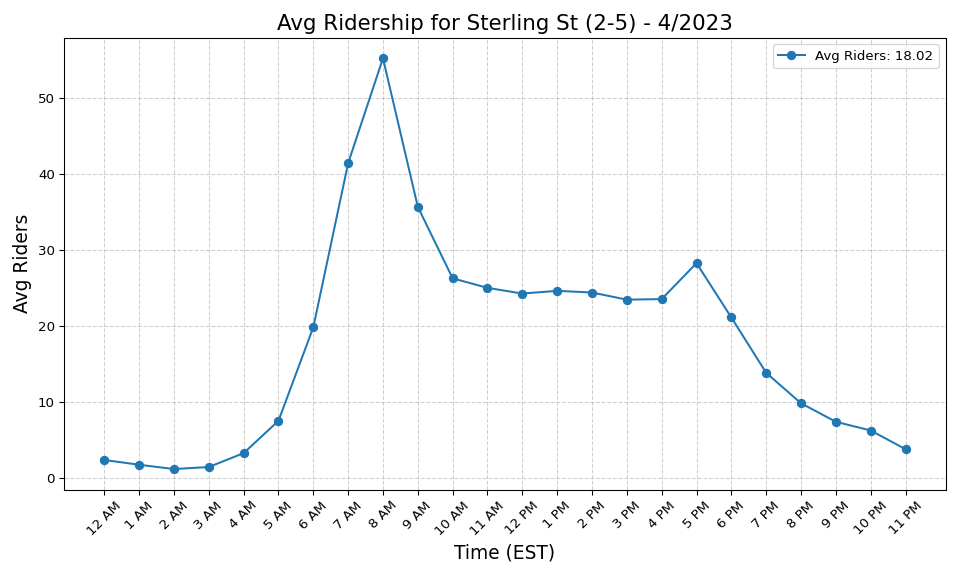 Avg Ridership for Sterling St (2-5) - 4/2023
Avg Riders: 18.02
Avg Riders
50
40
30
20
10
0
12 AM 1 AM 2 AM 3 AM 4 AM 5 AM 6 AM 7 AM 8 AM 9 AM 10 AM 11 AM 12 PM 1 PM 2 PM 3 PM 4 PM 5 PM 6 PM 7 PM 8 PM 9 PM 10 PM 11 PM
Time (EST)